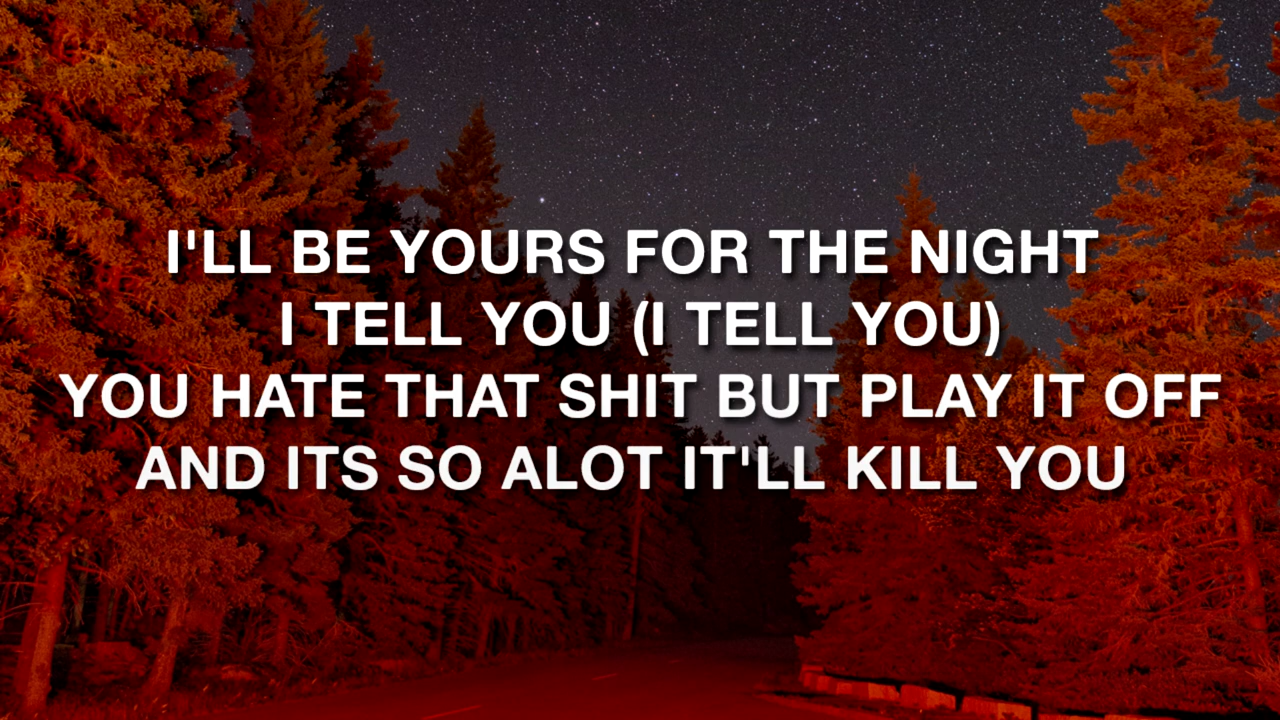 I'LL BE YOURS FOR THE NIGHT
I TELL YOU (I TELL YOU)
YOU HATE THAT SHIT BUT PLAY IT OFF
AND ITS SO ALOT IT'LL KILL YOU